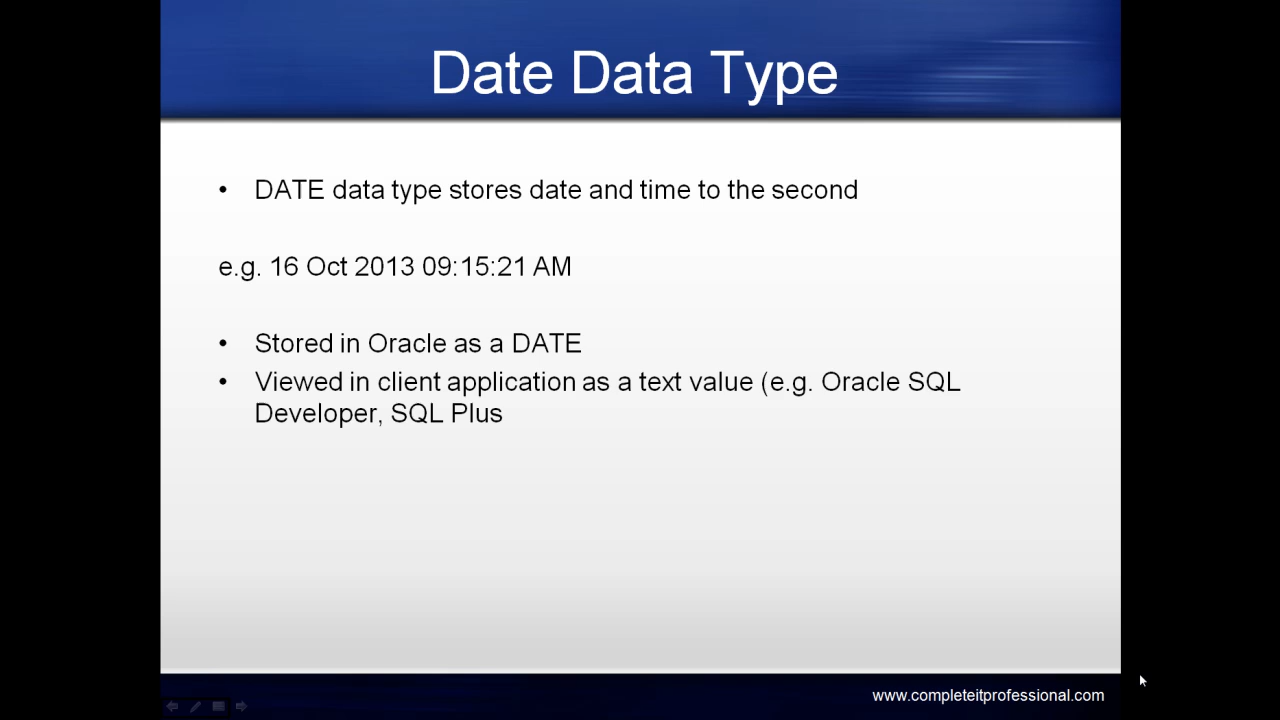 Date Data Type
• DATE data type stores date and time to the second
e.g. 16 Oct 2013 09:15:21 AM
• Stored in Oracle as a DATE
• Viewed in client application as a text value (e.g. Oracle SQL
Developer, SQL Plus
www.completeitprofessional.com